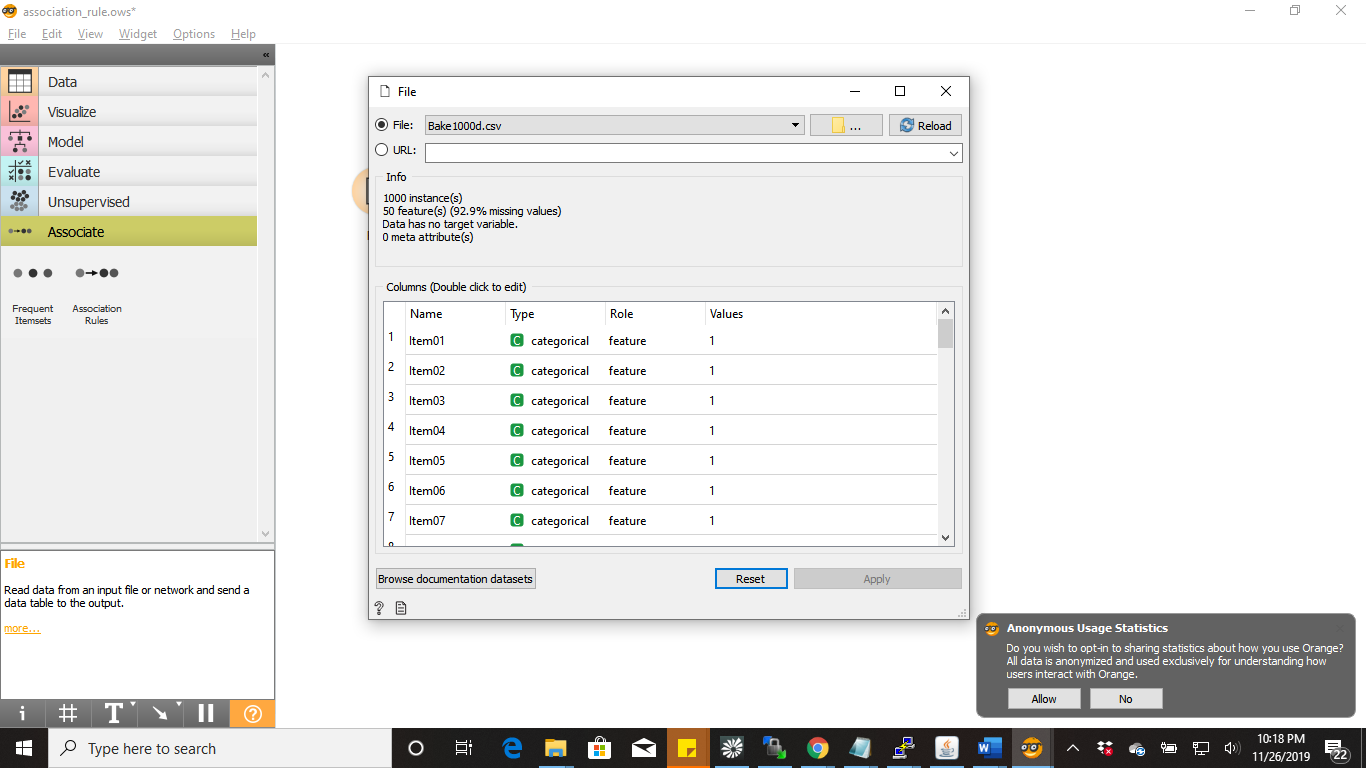 association_rule.ows*
File Edit View Widget Options Help
«
Data
Visualize
Model
Evaluate
Unsupervised
Associate
Frequent Itemsets
Association Rules
File
Read data from an input file or network and send a
data table to the output.
more...
File
File: Bake1000d.csv ... Reload
URL:
Info
1000 instance(s)
50 feature(s) (92.9% missing values)
Data has no target variable.
0 meta attribute(s)
Columns (Double click to edit)
Name Type Role Values
1 Item01 C categorical feature 1
2 Item02 C categorical feature 1
3 Item03 C categorical feature 1
4 Item04 C categorical feature 1
5 Item05 C categorical feature 1
6 Item06 C categorical feature 1
7 Item07 C categorical feature 1
Browse documentation datasets Reset Apply
?
Anonymous Usage Statistics
Do you wish to opt-in to sharing statistics about how you use Orange?
All data is anonymized and used exclusively for understanding how
users interact with Orange.
Allow No
i # T ?
Type here to search
10:18 PM
11/26/2019
22